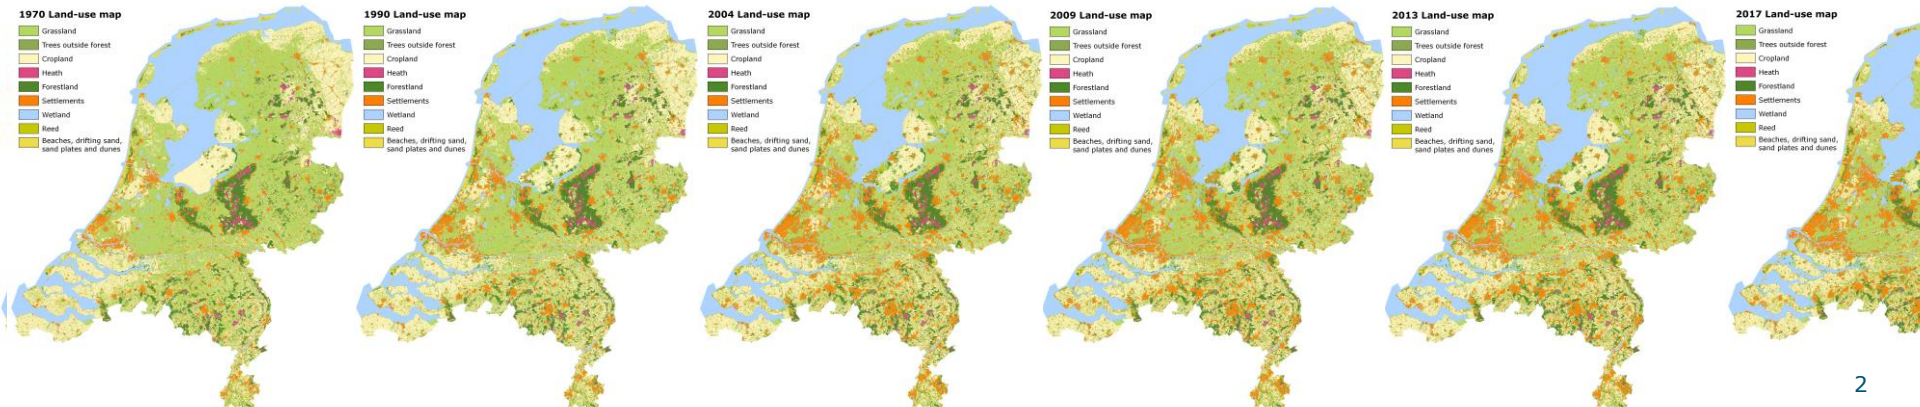 1970 Land-use map
Grassland
Trees outside forest
Cropland
Heath
Forestland
Settlements
Wetland
Reed
Beaches, drifting sand,
sand plates and dunes
1990 Land-use map
Grassland
Trees outside forest
Cropland
Heath
Forestland
Settlements
Wetland
Reed
Beaches, drifting sand,
sand plates and dunes
2004 Land-use map
Grassland
Trees outside forest
Cropland
Heath
Forestland
Settlements
Wetland
Reed
Beaches, drifting sand,
sand plates and dunes
2009 Land-use map
Grassland
Trees outside forest
Cropland
Heath
Forestland
Settlements
Wetland
Reed
Beaches, drifting sand,
sand plates and dunes
2013 Land-use map
Grassland
Trees outside forest
Cropland
Heath
Forestland
Settlements
Wetland
Reed
Beaches, drifting sand,
sand plates and dunes
2017 Land-use map
Grassland
Trees outside forest
Cropland
Heath
Forestland
Settlements
Wetland
Reed
Beaches, drifting sand,
sand plates and dunes
2